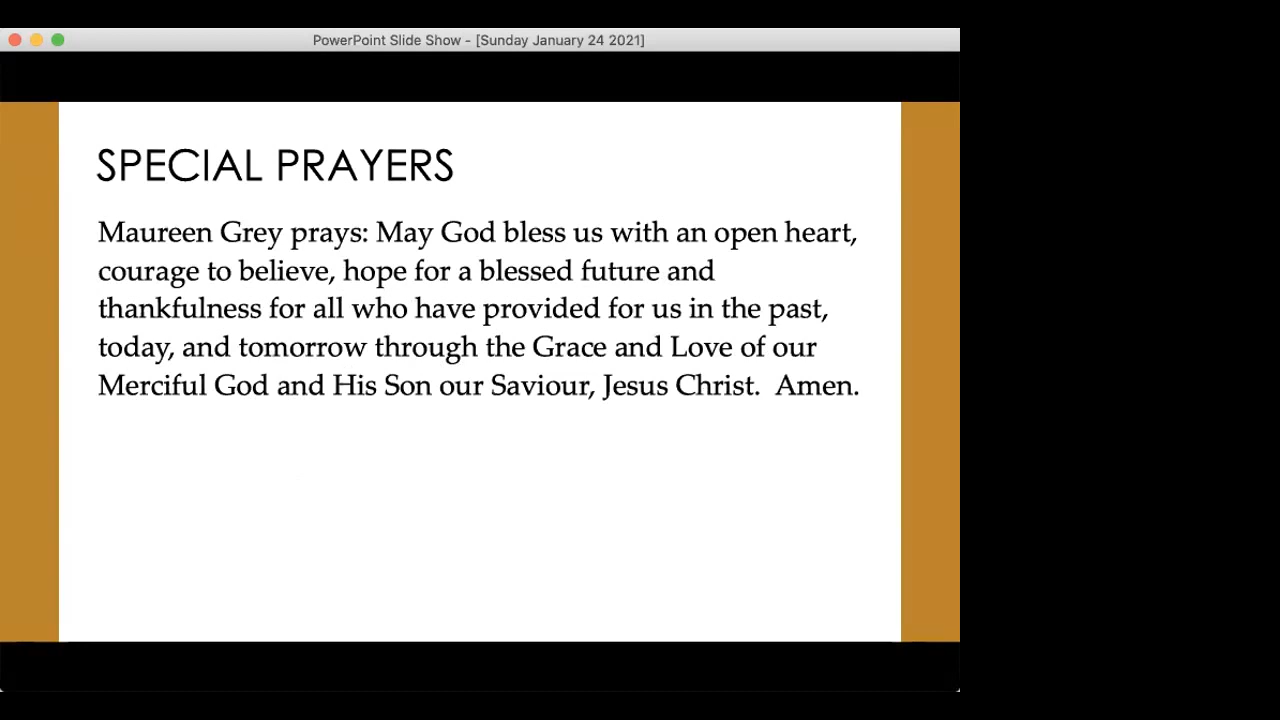 PowerPoint Slide Show - [Sunday January 24 2021]
SPECIAL PRAYERS
Maureen Grey prays: May God bless us with an open heart,
courage to believe, hope for a blessed future and
thankfulness for all who have provided for us in the past,
today, and tomorrow through the Grace and Love of our
Merciful God and His Son our Saviour, Jesus Christ.  Amen.